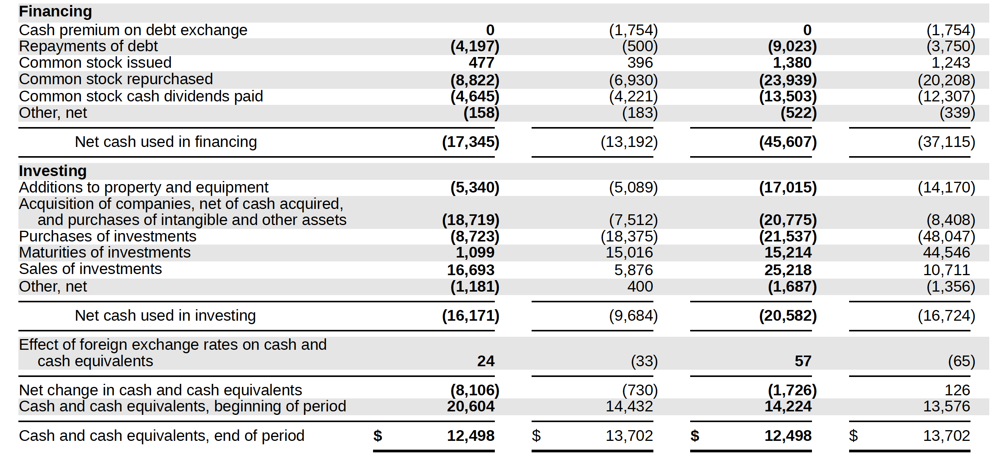 Financing
Cash premium on debt exchange 0 (1,754) 0 (1,754)
Repayments of debt (4,197) (500) (9,023) (3,750)
Common stock issued 477 396 1,380 1,243
Common stock repurchased (8,822) (6,930) (23,939) (20,208)
Common stock cash dividends paid (4,645) (4,221) (13,503) (12,307)
Other, net (158) (183) (522) (339)
Net cash used in financing (17,345) (13,192) (45,607) (37,115)
Investing
Additions to property and equipment (5,340) (5,089) (17,015) (14,170)
Acquisition of companies, net of cash acquired,
and purchases of intangible and other assets (18,719) (7,512) (20,775) (8,408)
Purchases of investments (8,723) (18,375) (21,537) (48,047)
Maturities of investments 1,099 15,016 15,214 44,546
Sales of investments 16,693 5,876 25,218 10,711
Other, net (1,181) 400 (1,687) (1,356)
Net cash used in investing (16,171) (9,684) (20,582) (16,724)
Effect of foreign exchange rates on cash and
cash equivalents 24 (33) 57 (65)
Net change in cash and cash equivalents (8,106) (730) (1,726) 126
Cash and cash equivalents, beginning of period 20,604 14,432 14,224 13,576
Cash and cash equivalents, end of period $ 12,498 $ 13,702 $ 12,498 $ 13,702